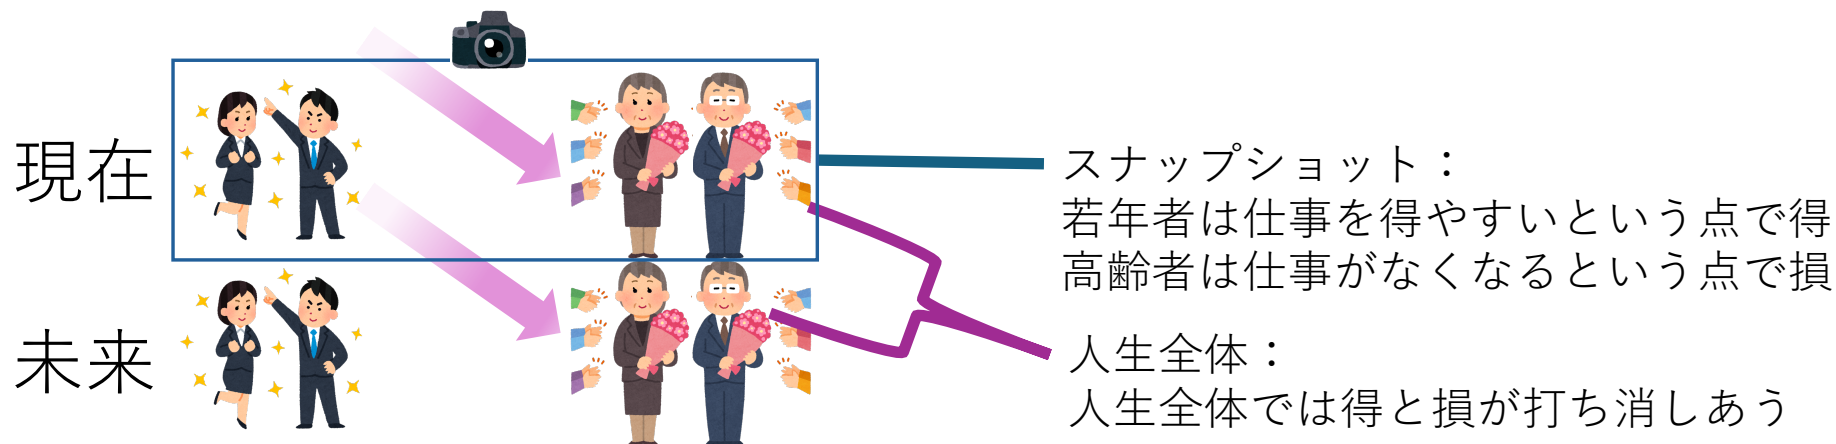 現在
スナップショット：
若年者は仕事を得やすいという点で得
高齢者は仕事がなくなるという点で損
未来
人生全体：
人生全体では得と損が打ち消しあう